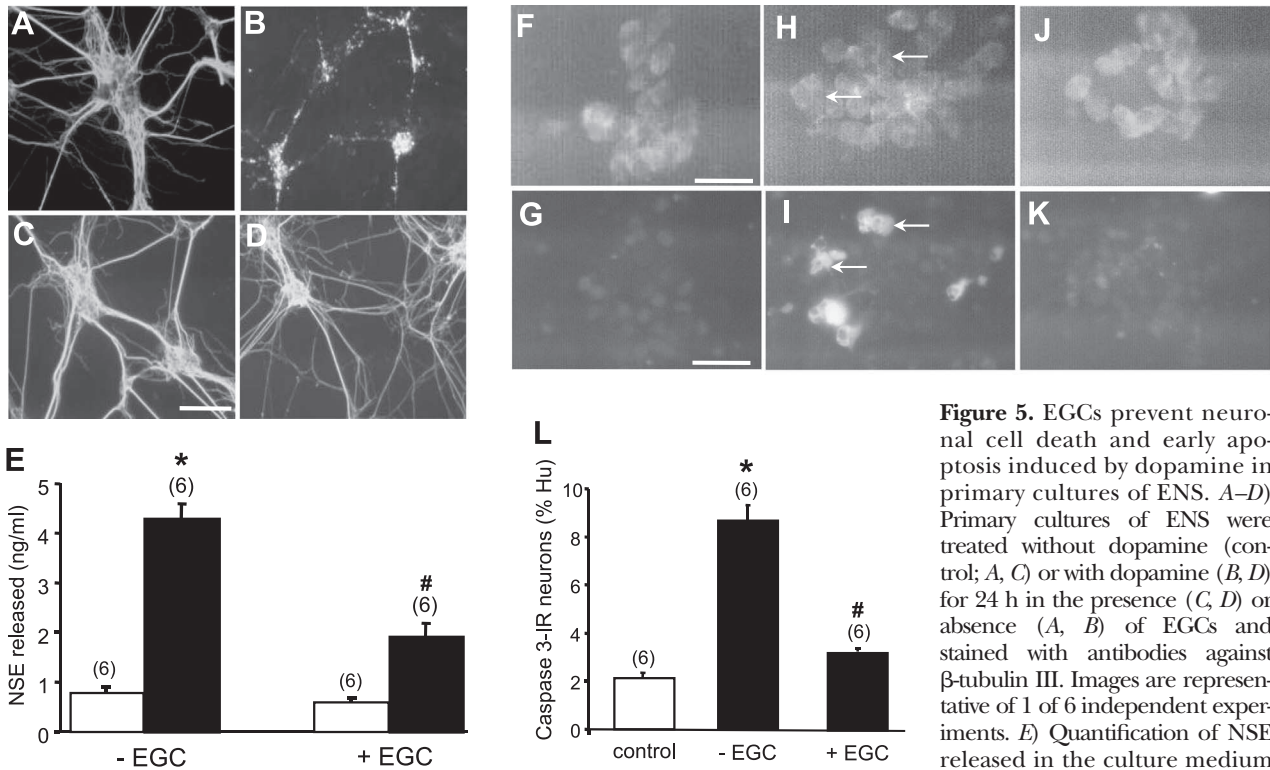 A
B
C
D
F
H
J
G
I
K
E
NSE released (ng/ml)
5
4
3
2
1
0
(6)
*
(6)
(6)
#
(6)
- EGC
+ EGC
L
Caspase 3-IR neurons (% Hu)
10
8
6
4
2
0
(6)
*
(6)
#
(6)
control
- EGC
+ EGC
Figure 5. EGCs prevent neuro-
nal cell death and early apo-
ptosis induced by dopamine in
primary cultures of ENS. A–D)
Primary cultures of ENS were
treated without dopamine (con-
trol; A, C) or with dopamine (B, D)
for 24 h in the presence (C, D) or
absence (A, B) of EGCs and
stained with antibodies against
β-tubulin III. Images are represen-
tative of 1 of 6 independent exper-
iments. E) Quantification of NSE
released in the culture medium